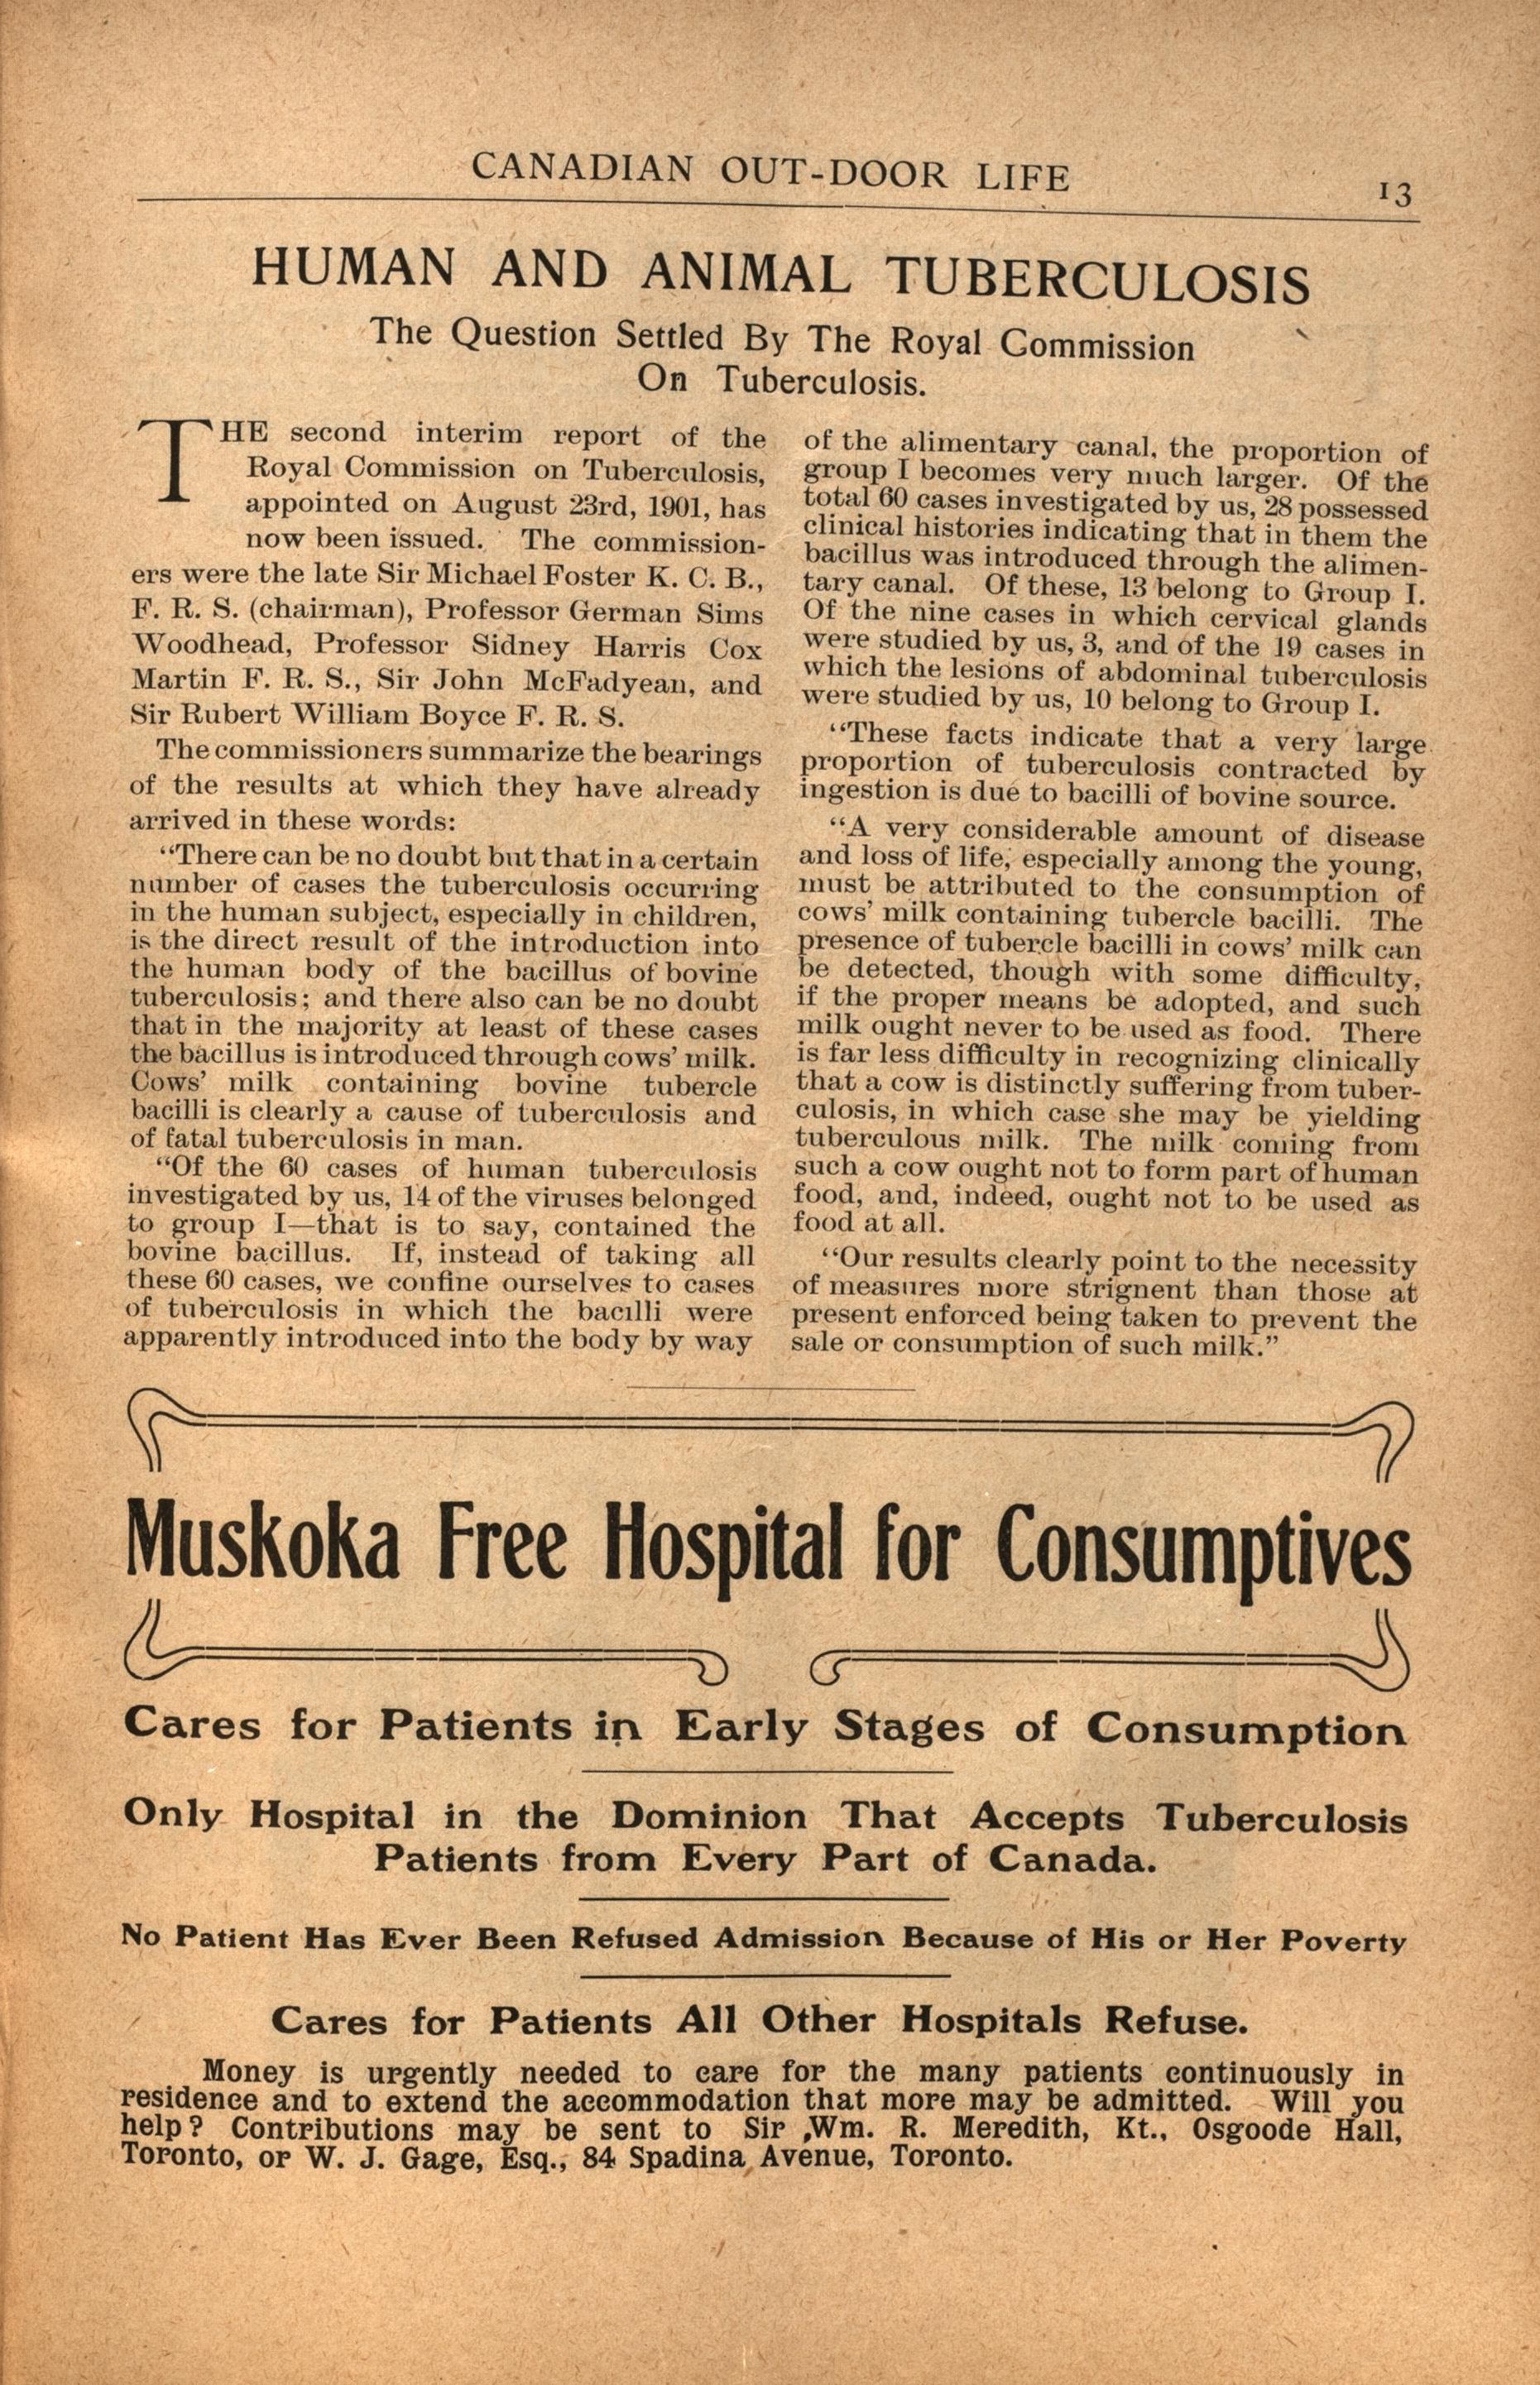 CANADIAN OUT-DOOR LIFE
13
HUMAN AND ANIMAL TUBERCULOSIS
The Question Settled By The Royal Commission
On Tuberculosis.
THE second interim report of the
Royal Commission on Tuberculosis,
appointed on August 23rd, 1901, has
now been issued. The commission-
ers were the late Sir Michael Foster K. C. B.,
F. R. S. (chairman), Professor German Sims
Woodhead, Professor Sidney Harris Cox
Martin F. R. S., Sir John McFadyean, and
Sir Rubert William Boyce F. R. S.
The commissioners summarize the bearings
of the results at which they have already
arrived in these words:
“There can be no doubt but that in a certain
number of cases the tuberculosis occurring
in the human subject, especially in children,
is the direct result of the introduction into
the human body of the bacillus of bovine
tuberculosis; and there also can be no doubt
that in the majority at least of these cases
the bacillus is introduced through cows’ milk.
Cows’ milk containing bovine tubercle
bacilli is clearly a cause of tuberculosis and
of fatal tuberculosis in man.
“Of the 60 cases of human tuberculosis
investigated by us, 14 of the viruses belonged
to group I—that is to say, contained the
bovine bacillus. If, instead of taking all
these 60 cases, we confine ourselves to cases
of tuberculosis in which the bacilli were
apparently introduced into the body by way
of the alimentary canal, the proportion of
group I becomes very much larger. Of the
total 60 cases investigated by us, 28 possessed
clinical histories indicating that in them the
bacillus was introduced through the alimen-
tary canal. Of these, 13 belong to Group I.
Of the nine cases in which cervical glands
were studied by us, 3, and of the 19 cases in
which the lesions of abdominal tuberculosis
were studied by us, 10 belong to Group I.
“These facts indicate that a very large
proportion of tuberculosis contracted by
ingestion is due to bacilli of bovine source.
“A very considerable amount of disease
and loss of life, especially among the young,
must be attributed to the consumption of
cows’ milk containing tubercle bacilli. The
presence of tubercle bacilli in cows’ milk can
be detected, though with some difficulty,
if the proper means be adopted, and such
milk ought never to be used as food. There
is far less difficulty in recognizing clinically
that a cow is distinctly suffering from tuber-
culosis, in which case she may be yielding
tuberculous milk. The milk coming from
such a cow ought not to form part of human
food, and, indeed, ought not to be used as
food at all.
“Our results clearly point to the necessity
of measures more strignent than those at
present enforced being taken to prevent the
sale or consumption of such milk.”
Muskoka Free Hospital for Consumptives
Cares for Patients in Early Stages of Consumption
Only Hospital in the Dominion That Accepts Tuberculosis
Patients from Every Part of Canada.
No Patient Has Ever Been Refused Admission Because of His or Her Poverty
Cares for Patients All Other Hospitals Refuse.
Money is urgently needed to care for the many patients continuously in
residence and to extend the accommodation that more may be admitted. Will you
help? Contributions may be sent to Sir Wm. R. Meredith, Kt., Osgoode Hall,
Toronto, or W. J. Gage, Esq., 84 Spadina Avenue, Toronto.